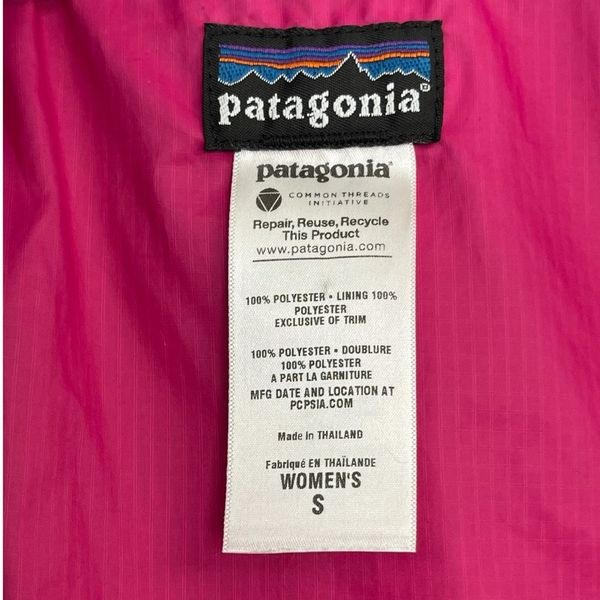 patagonia®
patagonia®
COMMON THREADS
INITIATIVE
Repair, Reuse, Recycle
This Product
www.patagonia.com
100% POLYESTER • LINING 100%
POLYESTER
EXCLUSIVE OF TRIM
100% POLYESTER • DOUBLURE
100% POLYESTER
A PART LA GARNITURE
MFG DATE AND LOCATION AT
PCPSIA.COM
Made in THAILAND
Fabriqué EN THAÏLANDE
WOMEN'S
S